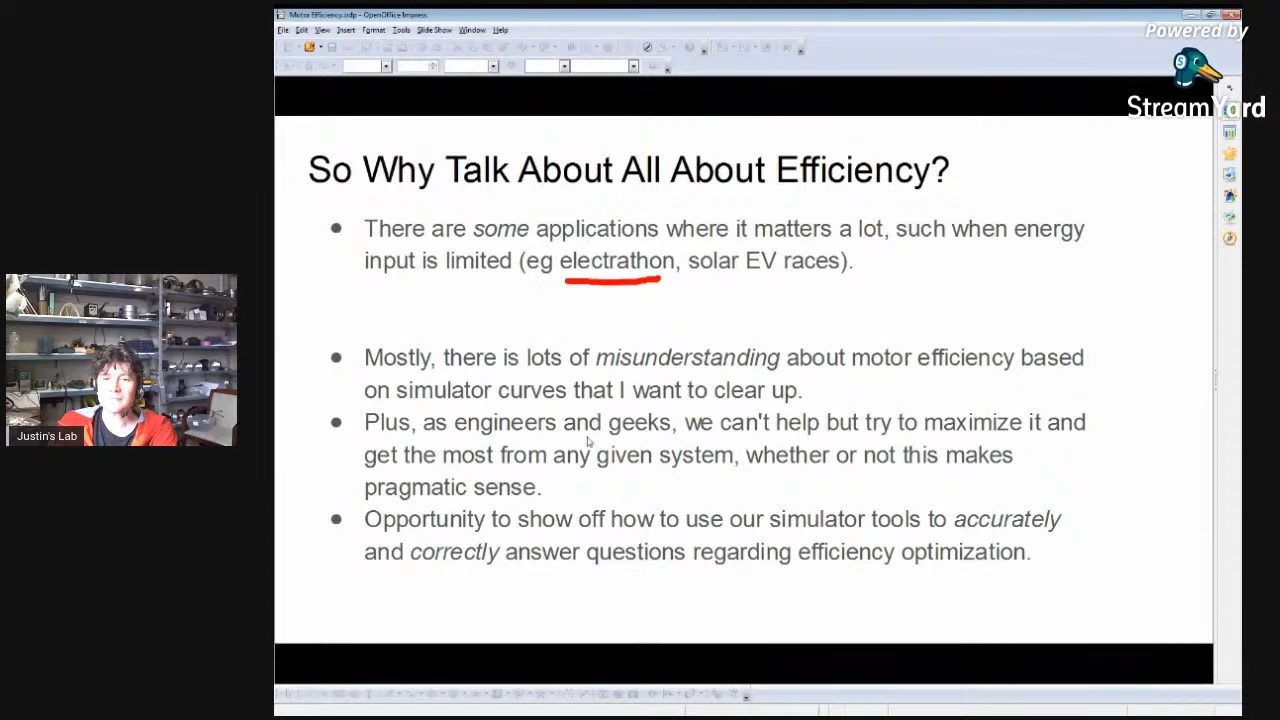 Motor Efficiency.odp - OpenOffice Impress
File Edit View Insert Format Tools Slide Show Window Help
Powered by
StreamYard
So Why Talk About All About Efficiency?
There are some applications where it matters a lot, such when energy
input is limited (eg electrathon, solar EV races).
Mostly, there is lots of misunderstanding about motor efficiency based
on simulator curves that I want to clear up.
Plus, as engineers and geeks, we can't help but try to maximize it and
get the most from any given system, whether or not this makes
pragmatic sense.
Opportunity to show off how to use our simulator tools to accurately
and correctly answer questions regarding efficiency optimization.
Justin's Lab